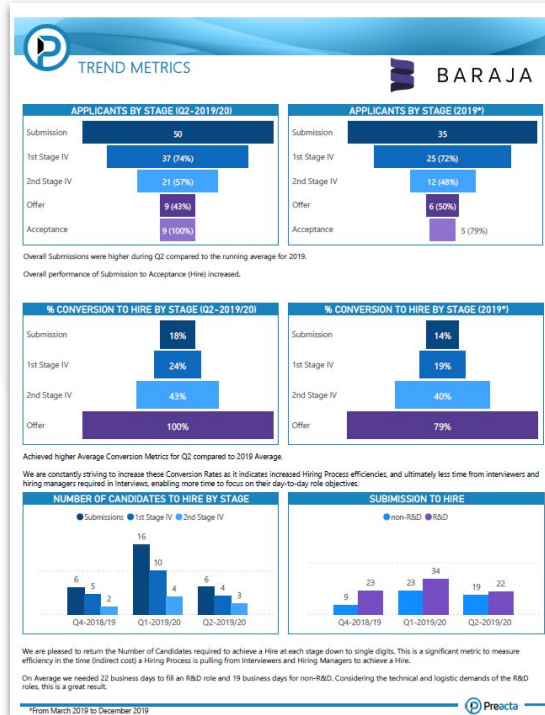 TREND METRICS
BARAJA
APPLICANTS BY STAGE (Q2-2019/20)
Submission 50
1st Stage IV 37 (74%)
2nd Stage IV 21 (57%)
Offer 9 (43%)
Acceptance 9 (100%)
APPLICANTS BY STAGE (2019*)
Submission 35
1st Stage IV 25 (72%)
2nd Stage IV 12 (48%)
Offer 6 (50%)
Acceptance 5 (79%)
Overall Submissions were higher during Q2 compared to the running average for 2019.
Overall performance of Submission to Acceptance (Hire) increased.
% CONVERSION TO HIRE BY STAGE (Q2-2019/20)
Submission 18%
1st Stage IV 24%
2nd Stage IV 43%
Offer 100%
% CONVERSION TO HIRE BY STAGE (2019*)
Submission 14%
1st Stage IV 19%
2nd Stage IV 40%
Offer 79%
Achieved higher Average Conversion Metrics for Q2 compared to 2019 Average.
We are constantly striving to increase these Conversion Rates as it indicates increased Hiring Process efficiencies, and ultimately less time from interviewers and
hiring managers required in Interviews, enabling more time to focus on their day-to-day role objectives.
NUMBER OF CANDIDATES TO HIRE BY STAGE
Submissions 1st Stage IV 2nd Stage IV
6 5 2
16 10 4
6 4 3
Q4-2018/19 Q1-2019/20 Q2-2019/20
SUBIMISSION TO HIRE
non-R&D R&D
9 23
23 34
19 22
Q4-2018/19 Q1-2019/20 Q2-2019/20
We are pleased to return the Number of Candidates required to achieve a Hire at each stage down to single digits. This is a significant metric to measure
efficiency in the time (indirect cost) a Hiring Process is pulling from Interviewers and Hiring Managers to achieve a Hire.
On Average we needed 22 business days to fill an R&D role and 19 business days for non-R&D. Considering the technical and logistic demands of the R&D
roles, this is a great result.
*From March 2019 to December 2019
Preacta